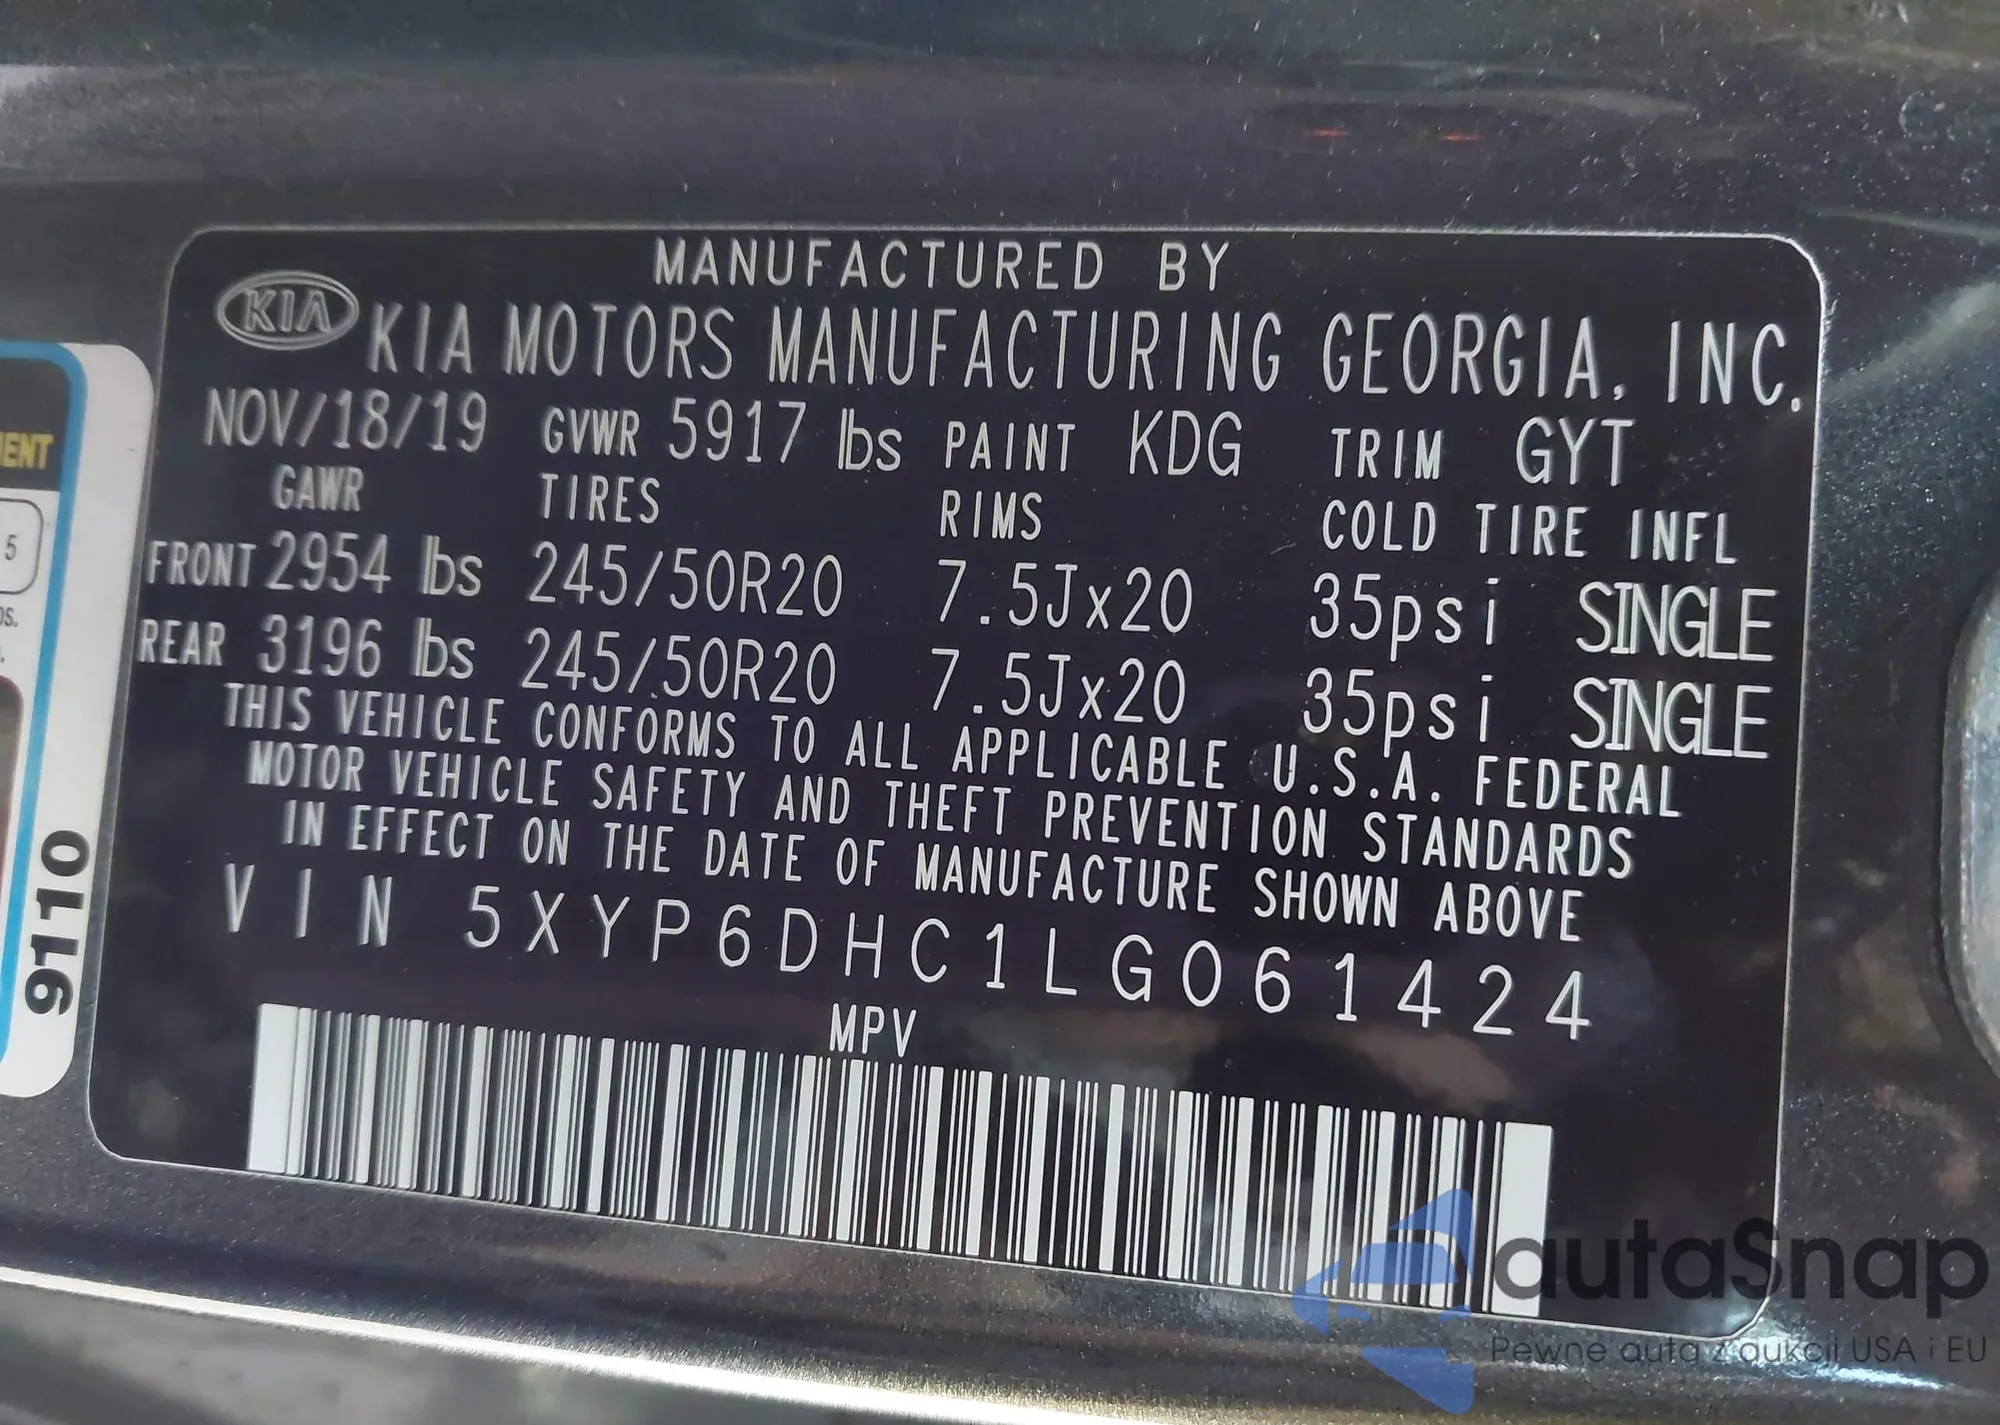 MANUFACTURED BY
KIA KIA MOTORS MANUFACTURING GEORGIA, INC.
NOV/18/19 GVWR 5917 lbs PAINT KDG TRIM GYT
GAWR TIRES RIMS COLD TIRE INFL
FRONT 2954 lbs 245/50R20 7.5Jx20 35psi SINGLE
REAR 3196 lbs 245/50R20 7.5Jx20 35psi SINGLE
THIS VEHICLE CONFORMS TO ALL APPLICABLE U.S.A. FEDERAL
MOTOR VEHICLE SAFETY AND THEFT PREVENTION STANDARDS
IN EFFECT ON THE DATE OF MANUFACTURE SHOWN ABOVE
VIN 5XYP6DHC1LG061424
MPV
5
9110
autaSnap
Pewne auta z aukcji USA i EU